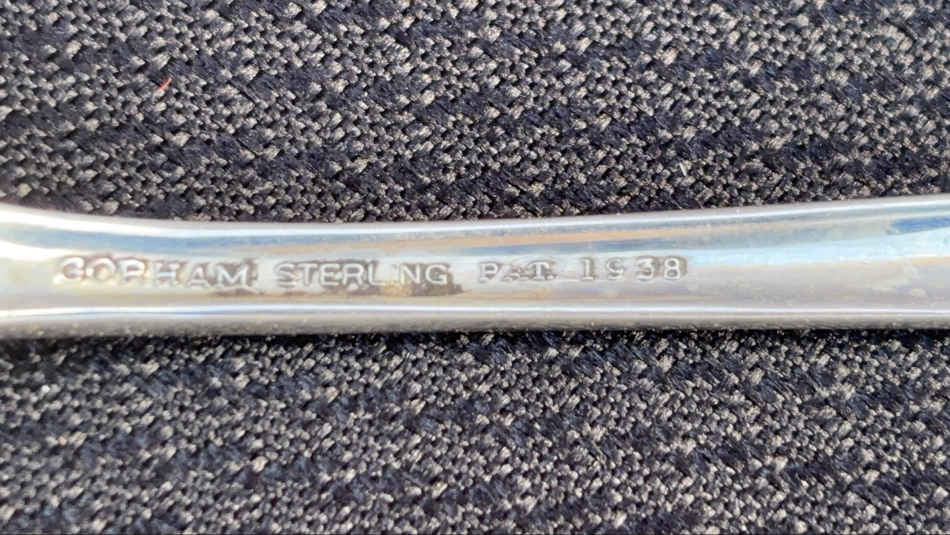 GORHAM STERLING PAT. 1938